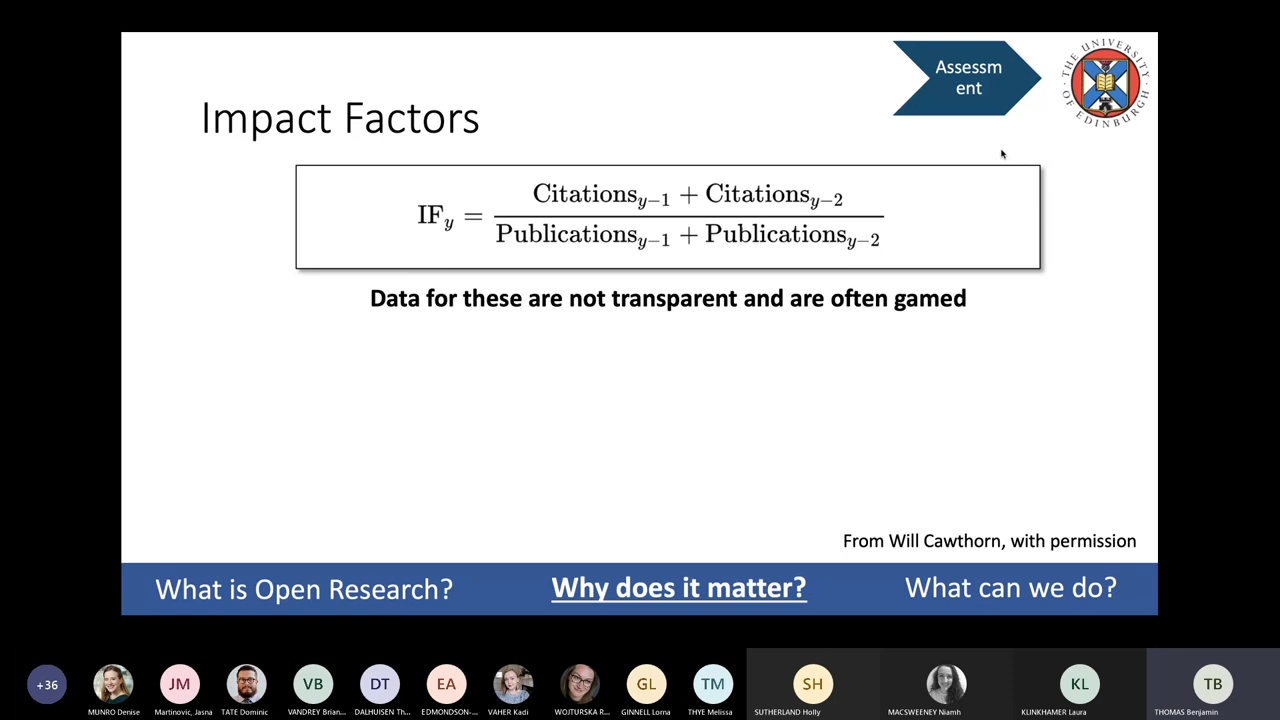 Assessm
ent
THE UNIVERSITY OF EDINBURGH
Impact Factors
IF_y = (Citations_{y−1} + Citations_{y−2}) / (Publications_{y−1} + Publications_{y−2})
Data for these are not transparent and are often gamed
From Will Cawthorn, with permission
What is Open Research? Why does it matter? What can we do?
+36 JM VB DT EA GL TM SH KL TB
MUNRO Denise Martinovic, Jasna TATE Dominic VANDREY Brian... DALHUISEN Th... EDMONDSON-... VAHER Kadi WOJTURSKA R... GINNELL Lorna THYE Melissa SUTHERLAND Holly MACSWEENEY Niamh KLINKHAMER Laura THOMAS Benjamin